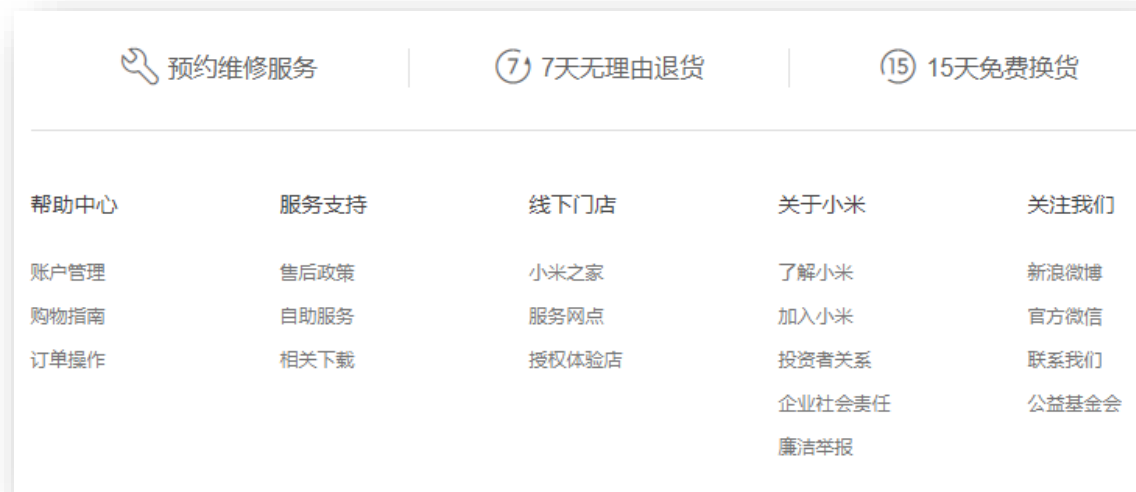 预约维修服务
7 7天无理由退货
15 15天免费换货
帮助中心 服务支持 线下门店 关于小米 关注我们
账户管理 售后政策 小米之家 了解小米 新浪微博
购物指南 自助服务 服务网点 加入小米 官方微信
订单操作 相关下载 授权体验店 投资者关系 联系我们
企业社会责任 公益基金会
廉洁举报